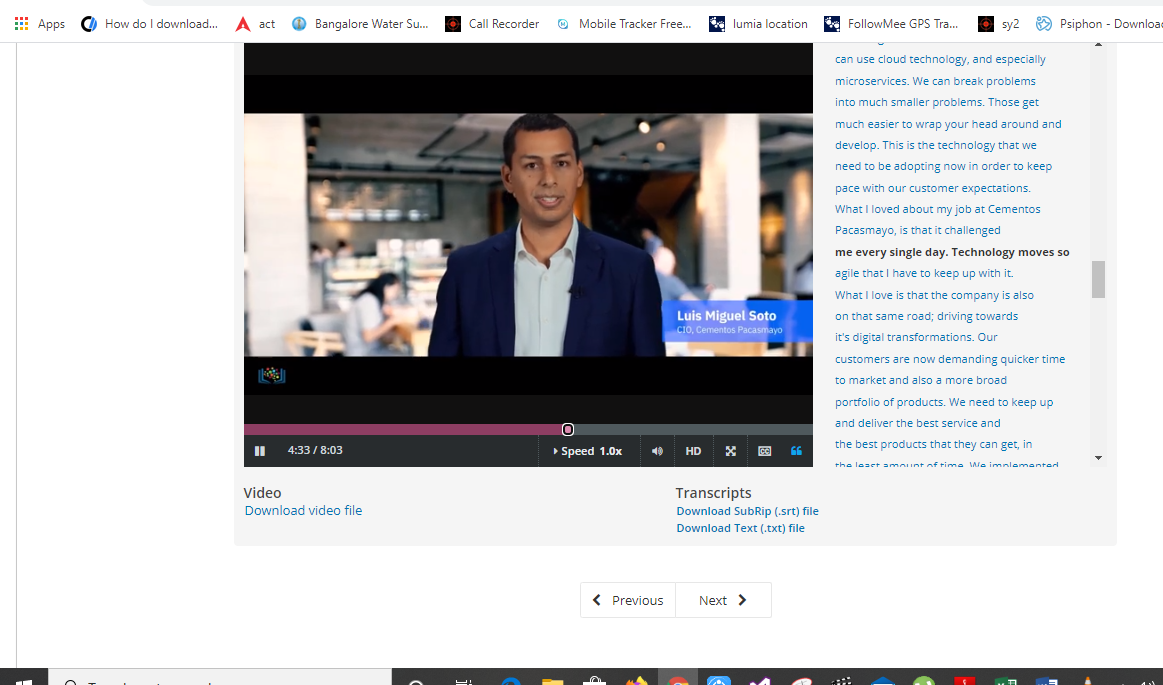 Apps
How do I download...
act
Bangalore Water Su...
Call Recorder
Mobile Tracker Free...
lumia location
FollowMee GPS Tra...
sy2
Psiphon - Download
can use cloud technology, and especially
microservices. We can break problems
into much smaller problems. Those get
much easier to wrap your head around and
develop. This is the technology that we
need to be adopting now in order to keep
pace with our customer expectations.
What I loved about my job at Cementos
Pacasmayo, is that it challenged
me every single day. Technology moves so
agile that I have to keep up with it.
What I love is that the company is also
on that same road; driving towards
it's digital transformations. Our
customers are now demanding quicker time
to market and also a more broad
portfolio of products. We need to keep up
and deliver the best service and
the best products that they can get, in
the least amount of time. We implemented
Luis Miguel Soto
CIO, Cementos Pacasmayo
4:33 / 8:03
Speed 1.0x
HD
CC
Video
Download video file
Transcripts
Download SubRip (.srt) file
Download Text (.txt) file
Previous
Next